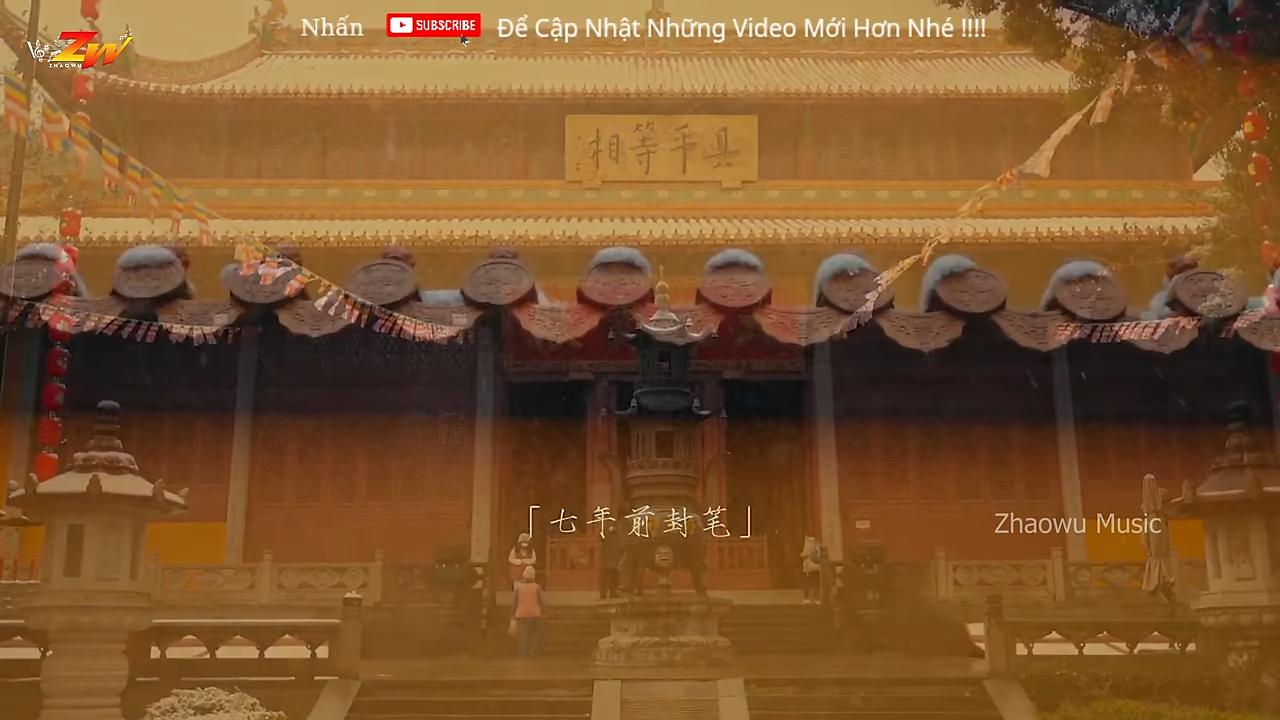 Nhấn SUBSCRIBE Để Cập Nhật Những Video Mới Hơn Nhé !!!!
ZW
ZHAOWU
相等平具
「七年前封笔」
Zhaowu Music